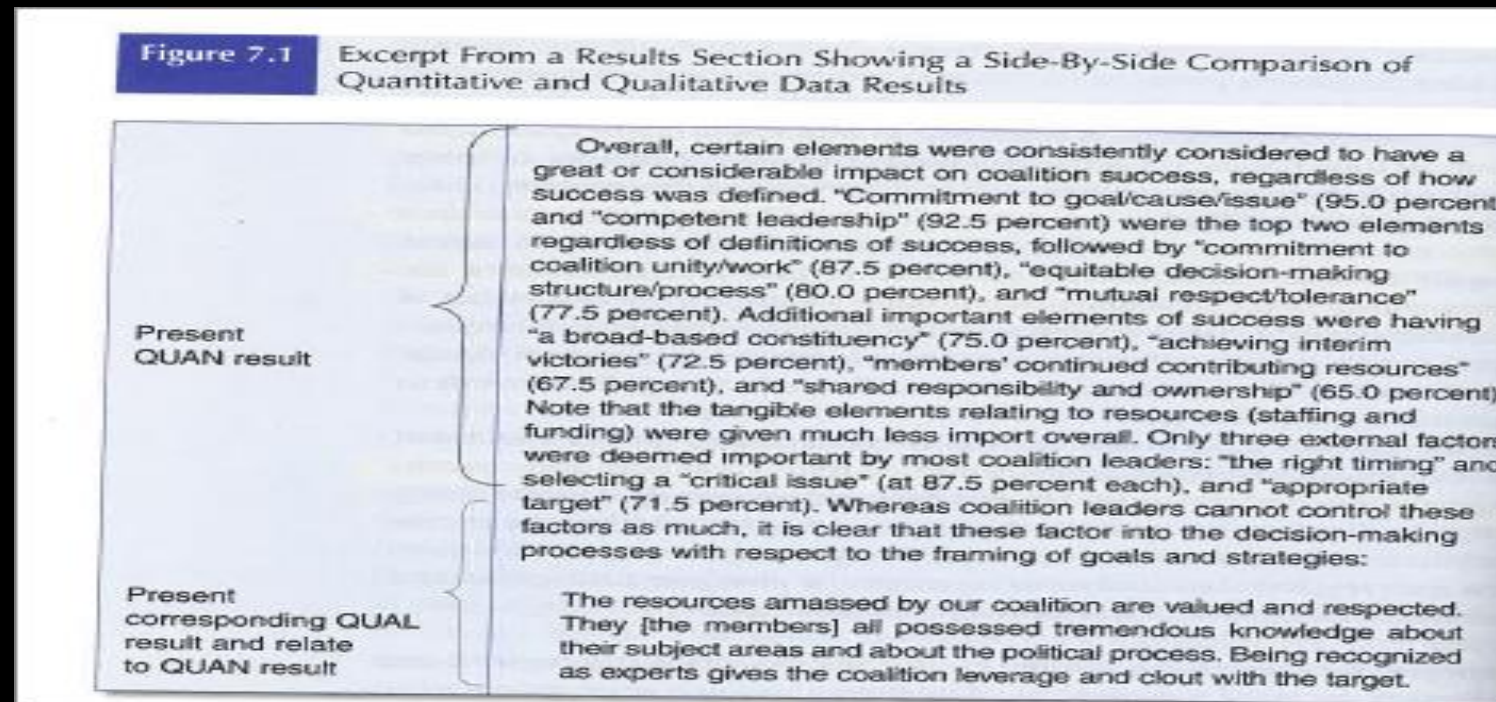 Figure 7.1
Excerpt From a Results Section Showing a Side-By-Side Comparison of
Quantitative and Qualitative Data Results
Present
QUAN result
Overall, certain elements were consistently considered to have a
great or considerable impact on coalition success, regardless of how
success was defined. "Commitment to goal/cause/issue" (95.0 percent
and "competent leadership" (92.5 percent) were the top two elements
regardless of definitions of success, followed by "commitment to
coalition unity/work" (87.5 percent), "equitable decision-making
structure/process" (80.0 percent), and "mutual respect/tolerance"
(77.5 percent). Additional important elements of success were having
"a broad-based constituency" (75.0 percent), "achieving interim
victories" (72.5 percent), "members' continued contributing resources"
(67.5 percent), and "shared responsibility and ownership" (65.0 percent)
Note that the tangible elements relating to resources (staffing and
funding) were given much less import overall. Only three external factors
were deemed important by most coalition leaders: "the right timing" and
selecting a "critical issue" (at 87.5 percent each), and "appropriate
target" (71.5 percent). Whereas coalition leaders cannot control these
factors as much, it is clear that these factor into the decision-making
processes with respect to the framing of goals and strategies:
Present
corresponding QUAL
result and relate
to QUAN result
The resources amassed by our coalition are valued and respected.
They [the members] all possessed tremendous knowledge about
their subject areas and about the political process. Being recognized
as experts gives the coalition leverage and clout with the target.